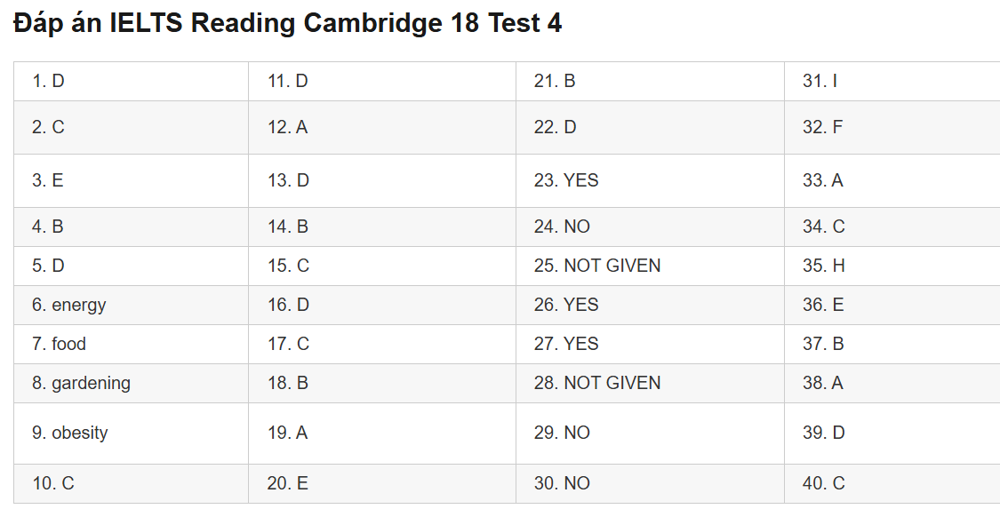 Đáp án IELTS Reading Cambridge 18 Test 4
1. D 11. D 21. B 31. I
2. C 12. A 22. D 32. F
3. E 13. D 23. YES 33. A
4. B 14. B 24. NO 34. C
5. D 15. C 25. NOT GIVEN 35. H
6. energy 16. D 26. YES 36. E
7. food 17. C 27. YES 37. B
8. gardening 18. B 28. NOT GIVEN 38. A
9. obesity 19. A 29. NO 39. D
10. C 20. E 30. NO 40. C